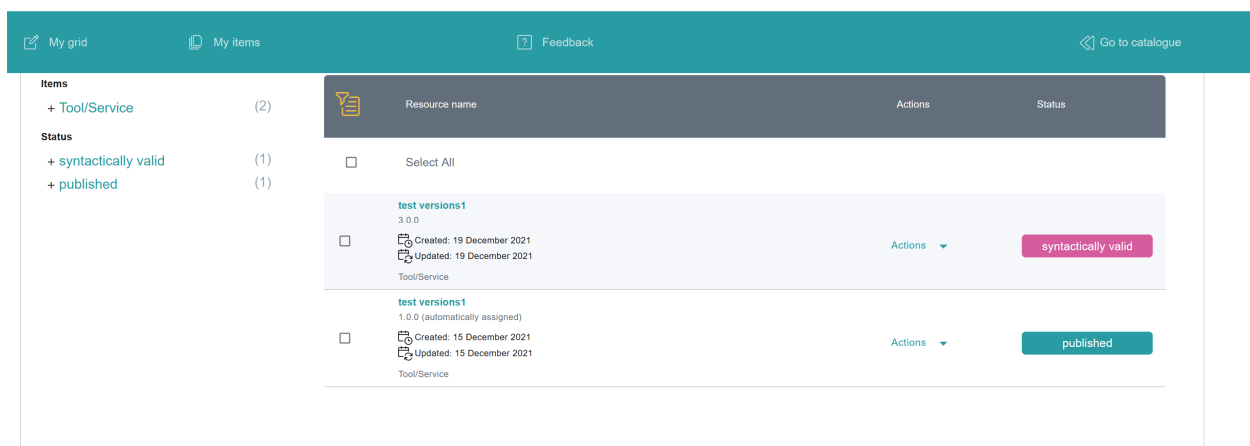 My grid
My items
? Feedback
Go to catalogue
Items
+ Tool/Service (2)
Status
+ syntactically valid (1)
+ published (1)
Resource name Actions Status
Select All
test versions1
3.0.0
Created: 19 December 2021
Updated: 19 December 2021
Tool/Service
Actions
syntactically valid
test versions1
1.0.0 (automatically assigned)
Created: 15 December 2021
Updated: 15 December 2021
Tool/Service
Actions
published